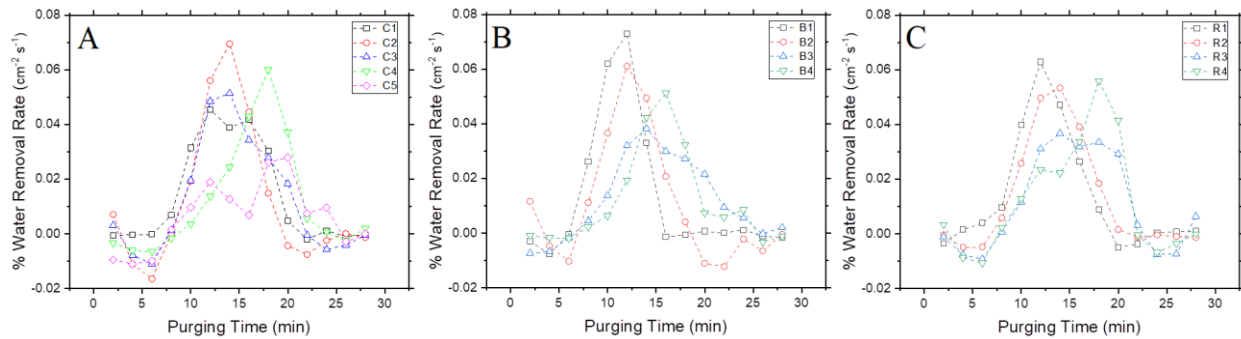 A
C1
C2
C3
C4
C5
% Water Removal Rate (cm⁻² s⁻¹)
0.08
0.06
0.04
0.02
0.00
-0.02
0 5 10 15 20 25 30
Purging Time (min)
B
B1
B2
B3
B4
% Water Removal Rate (cm⁻² s⁻¹)
0.08
0.06
0.04
0.02
0.00
-0.02
0 5 10 15 20 25 30
Purging Time (min)
C
R1
R2
R3
R4
% Water Removal Rate (cm⁻² s⁻¹)
0.08
0.06
0.04
0.02
0.00
-0.02
0 5 10 15 20 25 30
Purging Time (min)